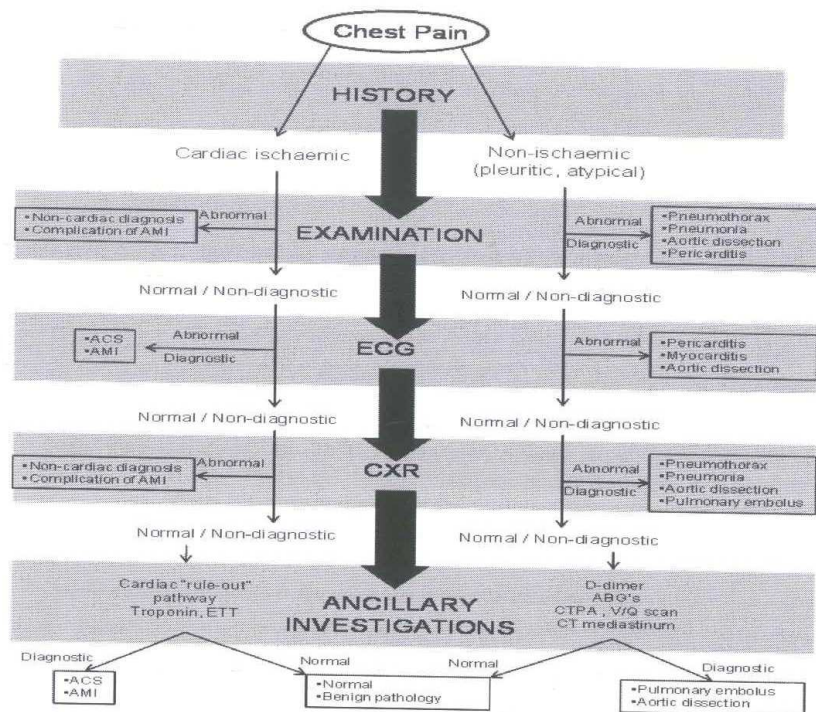 Chest Pain
HISTORY
Cardiac ischaemic
Non-ischaemic
(pleuritic, atypical)
•Non-cardiac diagnosis
•Complication of AMI
Abnormal
EXAMINATION
Abnormal
Diagnostic
•Pneumothorax
•Pneumonia
•Aortic dissection
•Pericarditis
Normal / Non-diagnostic
Normal / Non-diagnostic
•ACS
•AMI
Abnormal
Diagnostic
ECG
Abnormal
•Pericarditis
•Myocarditis
•Aortic dissection
Normal / Non-diagnostic
Normal / Non-diagnostic
•Non-cardiac diagnosis
•Complication of AMI
Abnormal
CXR
Abnormal
Diagnostic
•Pneumothorax
•Pneumonia
•Aortic dissection
•Pulmonary embolus
Normal / Non-diagnostic
Normal / Non-diagnostic
Cardiac "rule-out"
pathway
Troponin, ETT
ANCILLARY
INVESTIGATIONS
D-dimer
ABG's
CTPA , V/Q scan
CT mediastinum
Diagnostic
Normal
Normal
Diagnostic
•ACS
•AMI
•Normal
•Benign pathology
•Pulmonary embolus
•Aortic dissection